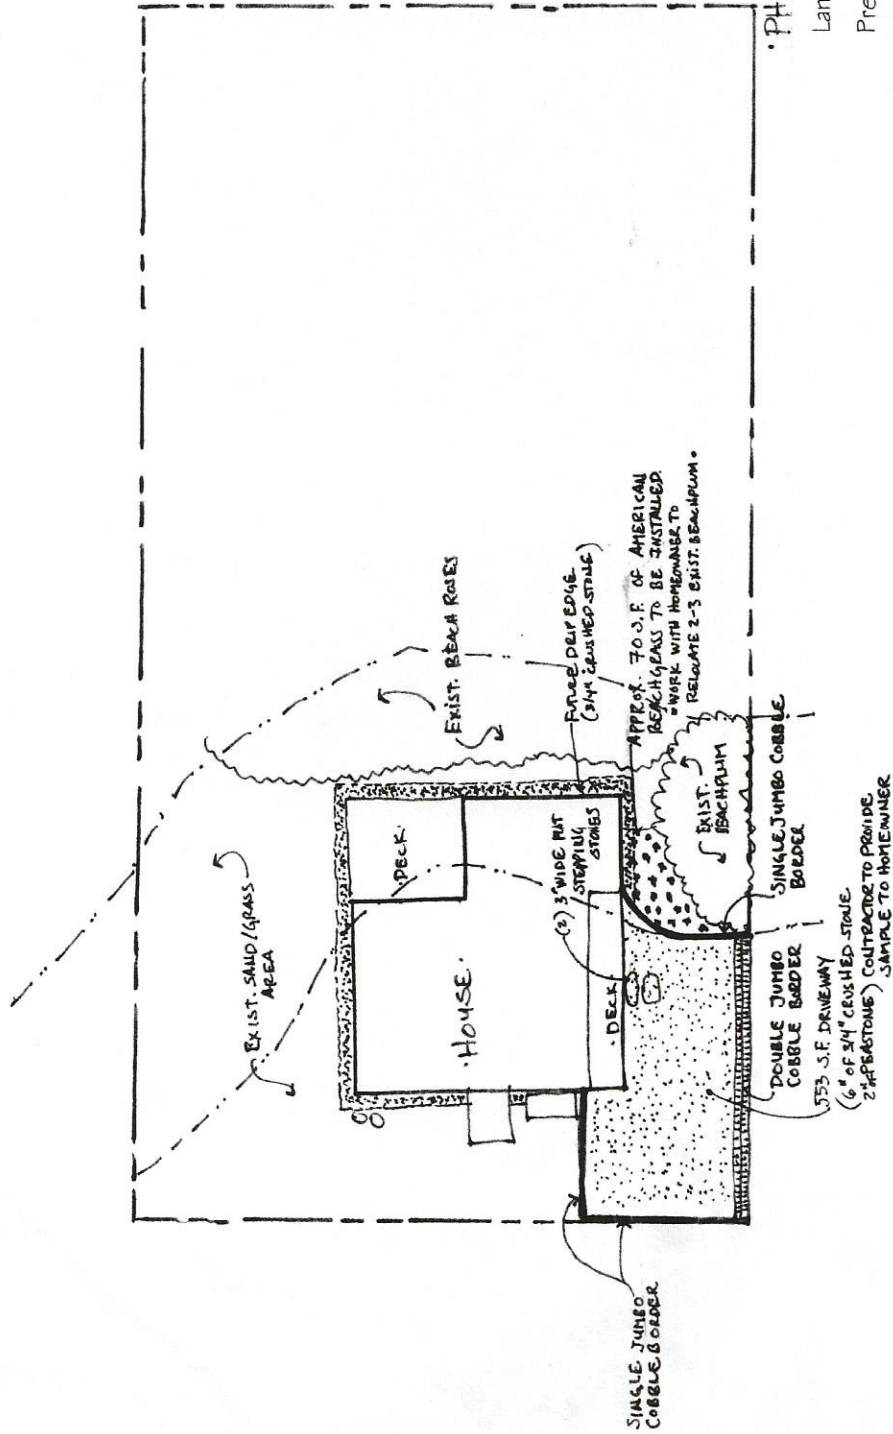 EXIST. SAND/GRASS
AREA
EXIST. BEACH ROSES
DECK.
.HOUSE.
.DECK.
(2) 3' WIDE FLAT
STEPPING
STONES
FUTURE DRIP EDGE
(3/4" CRUSHED STONE)
APPROX. 70 S.F. OF AMERICAN
BEACHGRASS TO BE INSTALLED.
*WORK WITH HOMEOWNER TO
RELOCATE 2-3 EXIST. BEACHPLUM.
EXIST.
BEACHPLUM
SINGLE JUMBO COBBLE
BORDER
DOUBLE JUMBO
COBBLE BORDER
553 S.F. DRIVEWAY
(6" OF 3/4" CRUSHED STONE
2" PEASTONE) CONTRACTOR TO PROVIDE
SAMPLE TO HOMEOWNER
SINGLE JUMBO
COBBLE BORDER
.PH
Lan
Pre